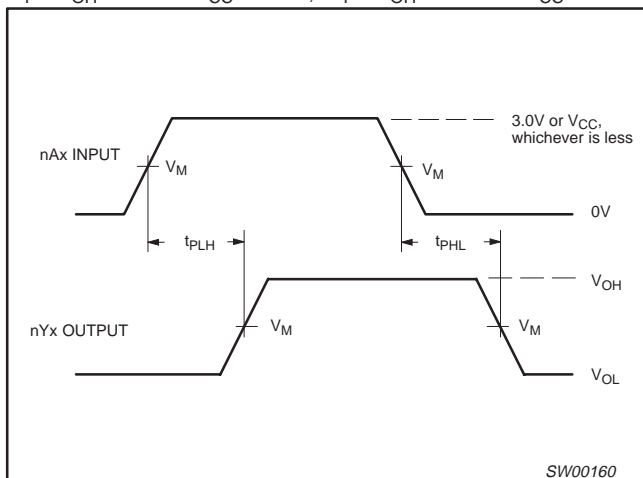 3.0V or VCC,
whichever is less
nAx INPUT
VM
VM
0V
tPLH
tPHL
VOH
nYx OUTPUT
VM
VM
VOL
SW00160